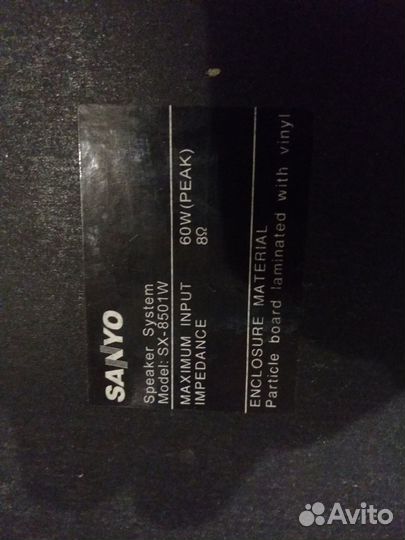 SANYO
Speaker System
Model: SX-8501W
MAXIMUM INPUT 60W(PEAK)
IMPEDANCE 8Ω
ENCLOSURE MATERIAL
Particle board laminated with vinyl
Avito